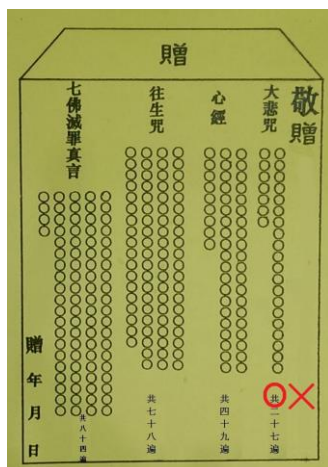 贈
敬贈
大悲咒
共二十七遍
心經
共四十九遍
往生咒
共七十八遍
七佛滅罪真言
共八十四遍
贈 年 月 日